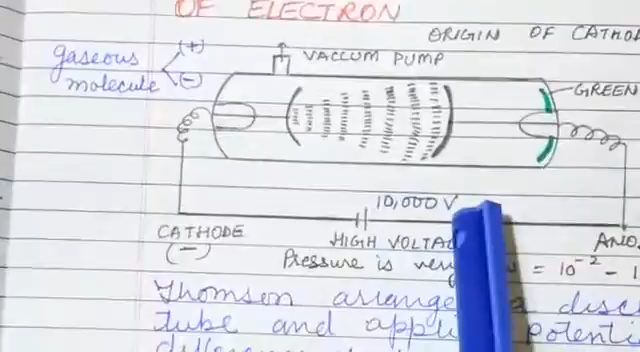 OF ELECTRON
ORIGIN OF CATHO
gaseous molecule (+) (-)
VACCUM PUMP
GREEN
10,000 V
CATHODE
(-)
HIGH VOLTA
ANO
Pressure is = 10⁻² - 1
Thomson arrange a disc
tube and appl potenti